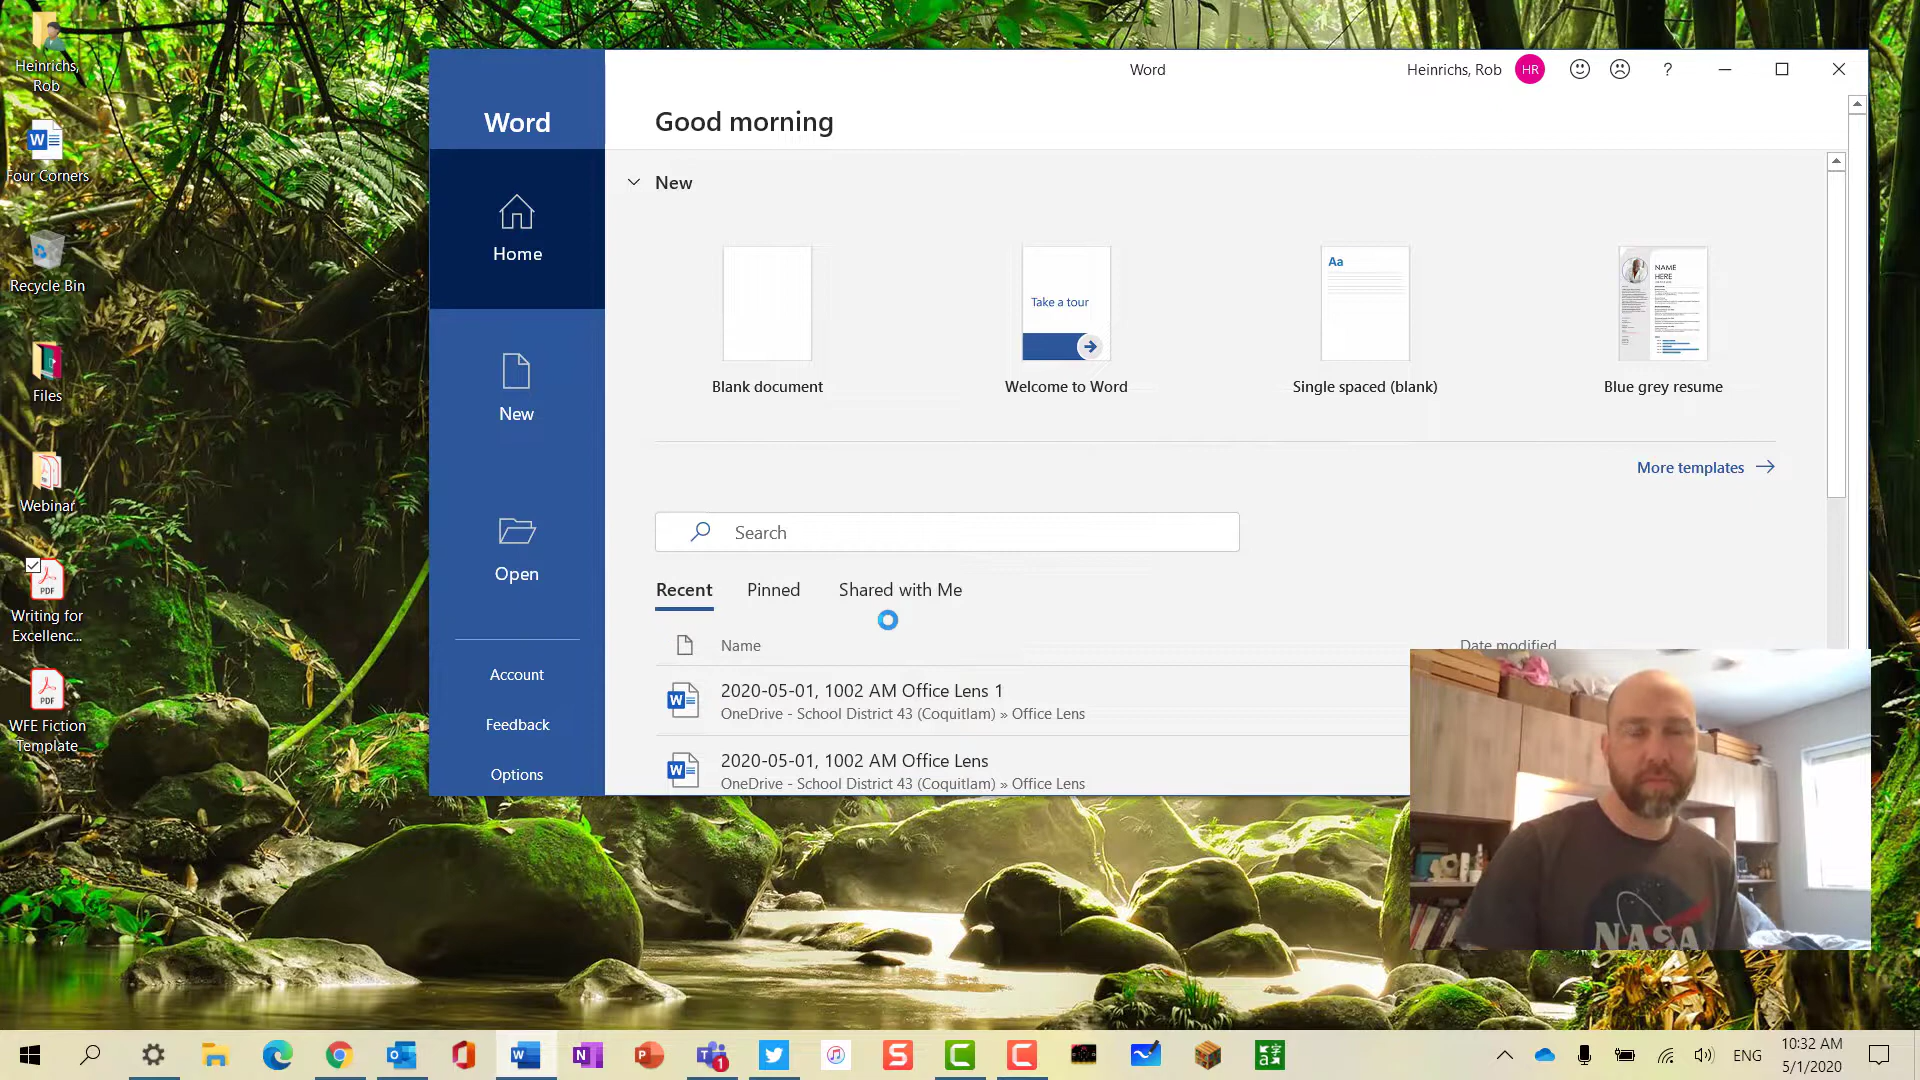 Heinrichs,
Rob
Four Corners
Recycle Bin
Files
Webinar
PDF
Writing for
Excellenc...
PDF
WFE Fiction
Template
Word
Heinrichs, Rob
HR
?
Word
Home
New
Open
Account
Feedback
Options
Good morning
New
Blank document
Take a tour
Welcome to Word
Aa
Single spaced (blank)
NAME
HERE
Blue grey resume
More templates
Search
Recent
Pinned
Shared with Me
Name
Date modified
W
2020-05-01, 1002 AM Office Lens 1
OneDrive - School District 43 (Coquitlam) » Office Lens
W
2020-05-01, 1002 AM Office Lens
OneDrive - School District 43 (Coquitlam) » Office Lens
NASA
1
ENG
10:32 AM
5/1/2020